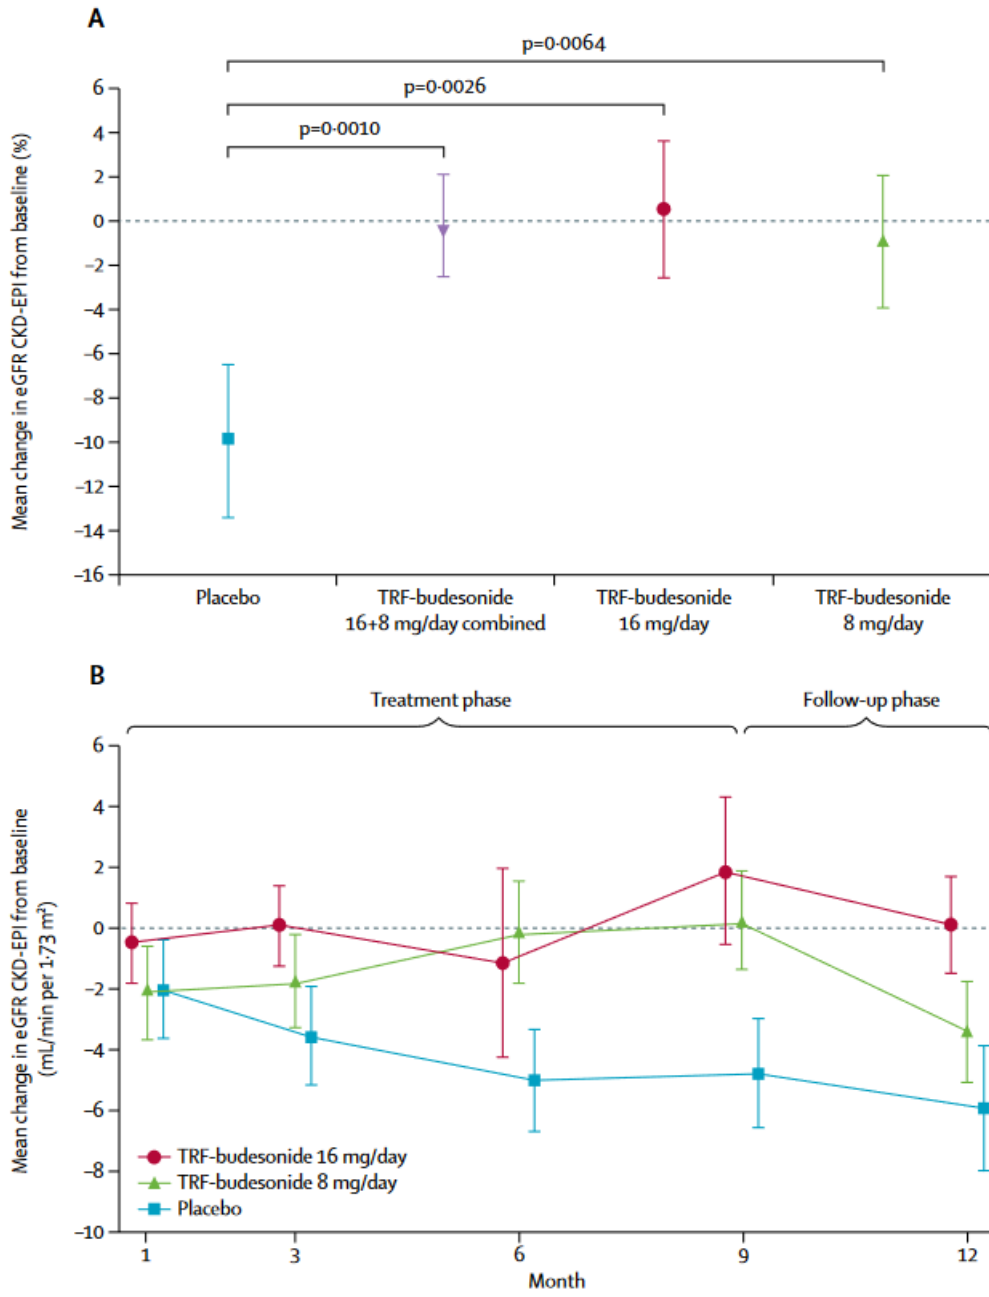 A
p=0·0064
p=0·0026
p=0·0010
Mean change in eGFR CKD-EPI from baseline (%)
6
4
2
0
–2
–4
–6
–8
–10
–12
–14
–16
Placebo
TRF-budesonide
16+8 mg/day combined
TRF-budesonide
16 mg/day
TRF-budesonide
8 mg/day
B
Treatment phase
Follow-up phase
Mean change in eGFR CKD-EPI from baseline
(mL/min per 1·73 m²)
6
4
2
0
–2
–4
–6
–8
–10
TRF-budesonide 16 mg/day
TRF-budesonide 8 mg/day
Placebo
1
3
6
9
12
Month